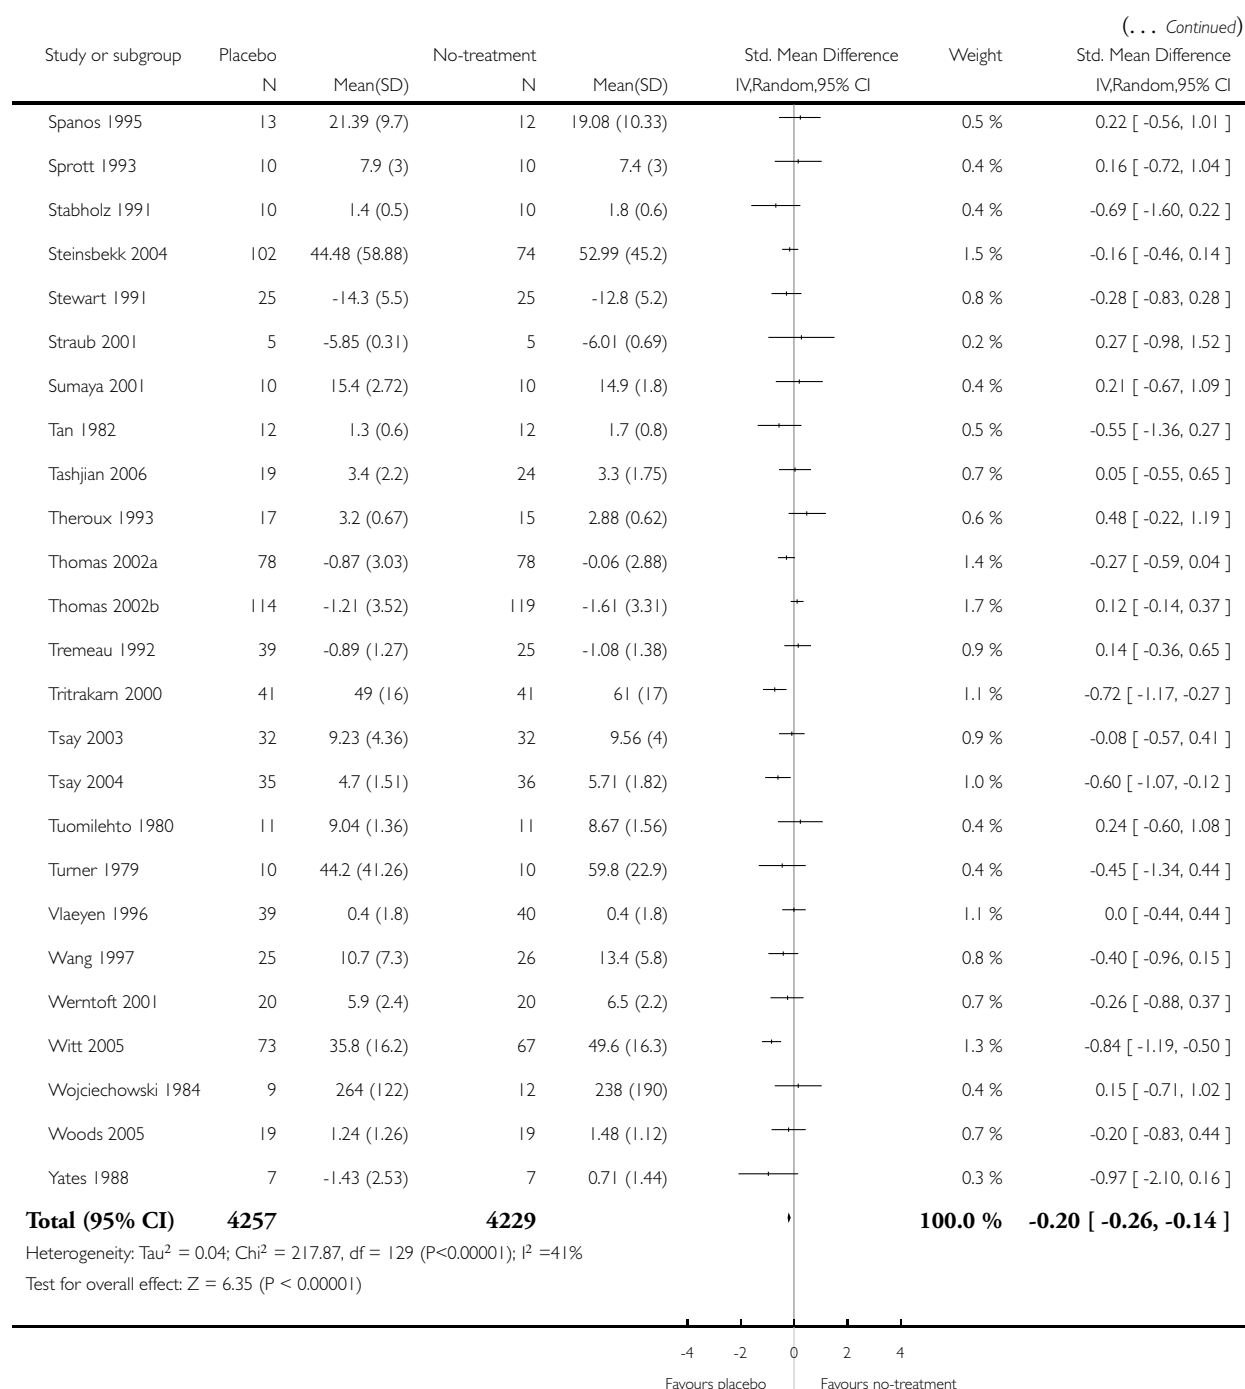 (... Continued)
Study or subgroup Placebo No-treatment Std. Mean Difference Weight Std. Mean Difference
N Mean(SD) N Mean(SD) IV,Random,95% CI IV,Random,95% CI
Spanos 1995 13 21.39 (9.7) 12 19.08 (10.33) 0.5 % 0.22 [ -0.56, 1.01 ]
Sprott 1993 10 7.9 (3) 10 7.4 (3) 0.4 % 0.16 [ -0.72, 1.04 ]
Stabholz 1991 10 1.4 (0.5) 10 1.8 (0.6) 0.4 % -0.69 [ -1.60, 0.22 ]
Steinsbekk 2004 102 44.48 (58.88) 74 52.99 (45.2) 1.5 % -0.16 [ -0.46, 0.14 ]
Stewart 1991 25 -14.3 (5.5) 25 -12.8 (5.2) 0.8 % -0.28 [ -0.83, 0.28 ]
Straub 2001 5 -5.85 (0.31) 5 -6.01 (0.69) 0.2 % 0.27 [ -0.98, 1.52 ]
Sumaya 2001 10 15.4 (2.72) 10 14.9 (1.8) 0.4 % 0.21 [ -0.67, 1.09 ]
Tan 1982 12 1.3 (0.6) 12 1.7 (0.8) 0.5 % -0.55 [ -1.36, 0.27 ]
Tashjian 2006 19 3.4 (2.2) 24 3.3 (1.75) 0.7 % 0.05 [ -0.55, 0.65 ]
Theroux 1993 17 3.2 (0.67) 15 2.88 (0.62) 0.6 % 0.48 [ -0.22, 1.19 ]
Thomas 2002a 78 -0.87 (3.03) 78 -0.06 (2.88) 1.4 % -0.27 [ -0.59, 0.04 ]
Thomas 2002b 114 -1.21 (3.52) 119 -1.61 (3.31) 1.7 % 0.12 [ -0.14, 0.37 ]
Tremeau 1992 39 -0.89 (1.27) 25 -1.08 (1.38) 0.9 % 0.14 [ -0.36, 0.65 ]
Tritrakarn 2000 41 49 (16) 41 61 (17) 1.1 % -0.72 [ -1.17, -0.27 ]
Tsay 2003 32 9.23 (4.36) 32 9.56 (4) 0.9 % -0.08 [ -0.57, 0.41 ]
Tsay 2004 35 4.7 (1.51) 36 5.71 (1.82) 1.0 % -0.60 [ -1.07, -0.12 ]
Tuomilehto 1980 11 9.04 (1.36) 11 8.67 (1.56) 0.4 % 0.24 [ -0.60, 1.08 ]
Turner 1979 10 44.2 (41.26) 10 59.8 (22.9) 0.4 % -0.45 [ -1.34, 0.44 ]
Vlaeyen 1996 39 0.4 (1.8) 40 0.4 (1.8) 1.1 % 0.0 [ -0.44, 0.44 ]
Wang 1997 25 10.7 (7.3) 26 13.4 (5.8) 0.8 % -0.40 [ -0.96, 0.15 ]
Werntoft 2001 20 5.9 (2.4) 20 6.5 (2.2) 0.7 % -0.26 [ -0.88, 0.37 ]
Witt 2005 73 35.8 (16.2) 67 49.6 (16.3) 1.3 % -0.84 [ -1.19, -0.50 ]
Wojciechowski 1984 9 264 (122) 12 238 (190) 0.4 % 0.15 [ -0.71, 1.02 ]
Woods 2005 19 1.24 (1.26) 19 1.48 (1.12) 0.7 % -0.20 [ -0.83, 0.44 ]
Yates 1988 7 -1.43 (2.53) 7 0.71 (1.44) 0.3 % -0.97 [ -2.10, 0.16 ]
Total (95% CI) 4257 4229 100.0 % -0.20 [ -0.26, -0.14 ]
Heterogeneity: Tau² = 0.04; Chi² = 217.87, df = 129 (P<0.00001); I² =41%
Test for overall effect: Z = 6.35 (P < 0.00001)
-4 -2 0 2 4
Favours placebo Favours no-treatment